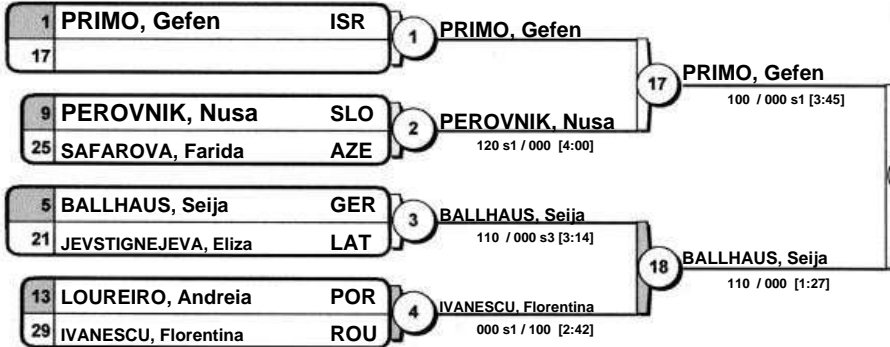 1 PRIMO, Gefen ISR
17
1
PRIMO, Gefen
9 PEROVNIK, Nusa SLO
25 SAFAROVA, Farida AZE
2
PEROVNIK, Nusa
120 s1 / 000 [4:00]
17
PRIMO, Gefen
100 / 000 s1 [3:45]
5 BALLHAUS, Seija GER
21 JEVSTIGNEJEVA, Eliza LAT
3
BALLHAUS, Seija
110 / 000 s3 [3:14]
13 LOUREIRO, Andreia POR
29 IVANESCU, Florentina ROU
4
IVANESCU, Florentina
000 s1 / 100 [2:42]
18
BALLHAUS, Seija
110 / 000 [1:27]